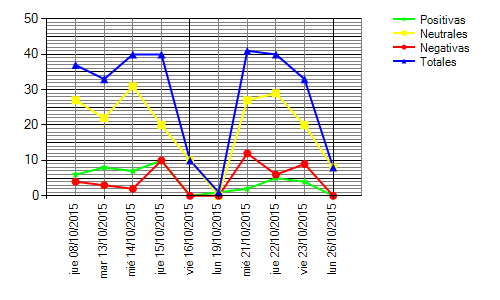 50
40
30
20
10
0
jue 08/10/2015
mar 13/10/2015
mié 14/10/2015
jue 15/10/2015
vie 16/10/2015
lun 19/10/2015
mié 21/10/2015
jue 22/10/2015
vie 23/10/2015
lun 26/10/2015
Positivas
Neutrales
Negativas
Totales